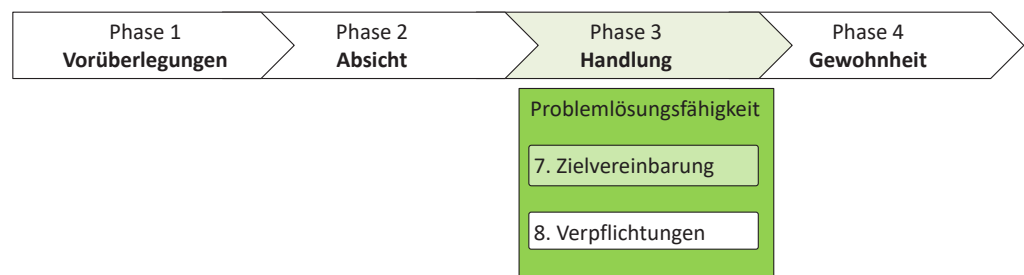 Phase 1
Vorüberlegungen
Phase 2
Absicht
Phase 3
Handlung
Phase 4
Gewohnheit
Problemlösungsfähigkeit
7. Zielvereinbarung
8. Verpflichtungen